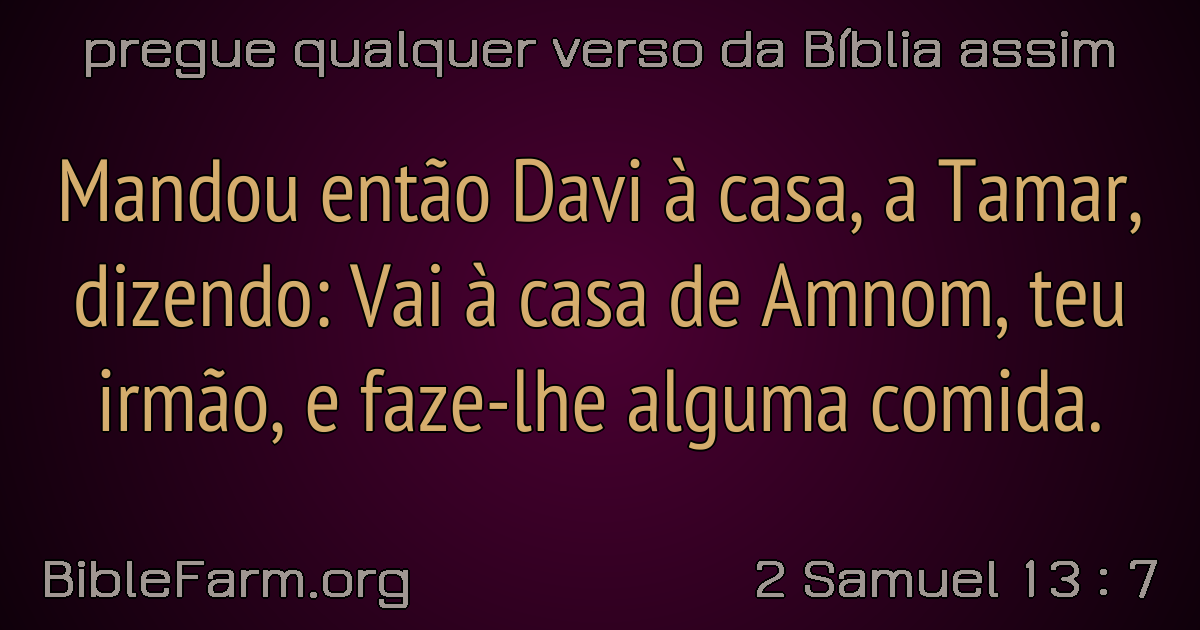 pregue qualquer verso da Bíblia assim
Mandou então Davi à casa, a Tamar,
dizendo: Vai à casa de Amnom, teu
irmão, e faze-lhe alguma comida.
BibleFarm.org
2 Samuel 13 : 7